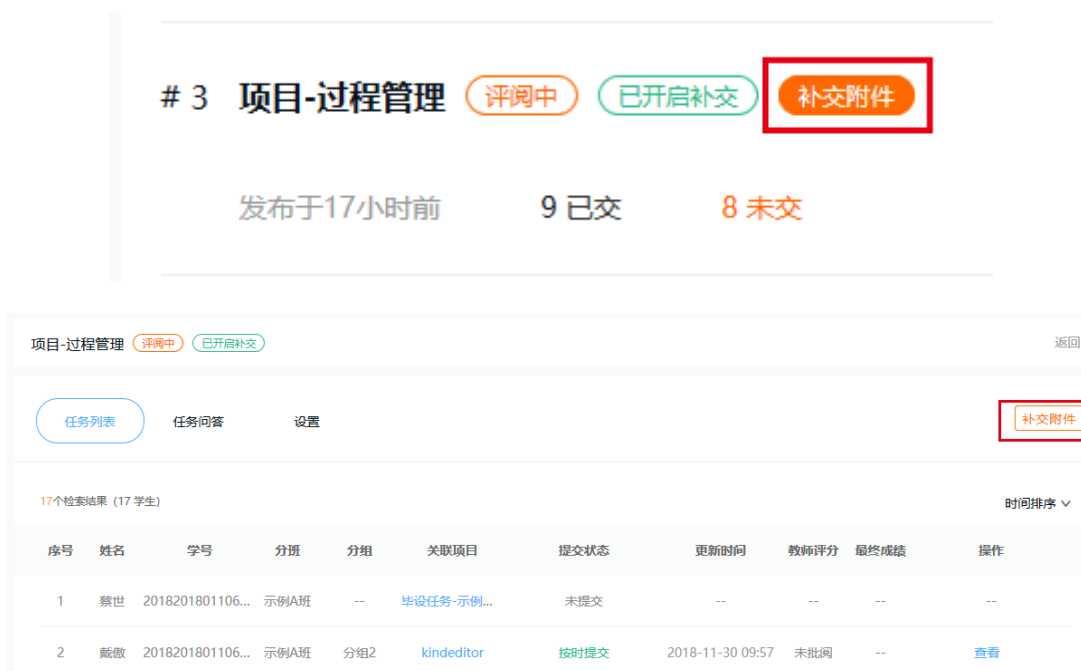 # 3 项目-过程管理 评阅中 已开启补交 补交附件
发布于17小时前 9 已交 8 未交
项目-过程管理 评阅中 已开启补交 返回
任务列表 任务问答 设置 补交附件
17个检索结果（17 学生） 时间排序
序号 姓名 学号 分班 分组 关联项目 提交状态 更新时间 教师评分 最终成绩 操作
1 蔡世 2018201801106... 示例A班 -- 毕设任务-示例... 未提交 -- -- -- --
2 戴傲 2018201801106... 示例A班 分组2 kindeditor 按时提交 2018-11-30 09:57 未批阅 -- 查看